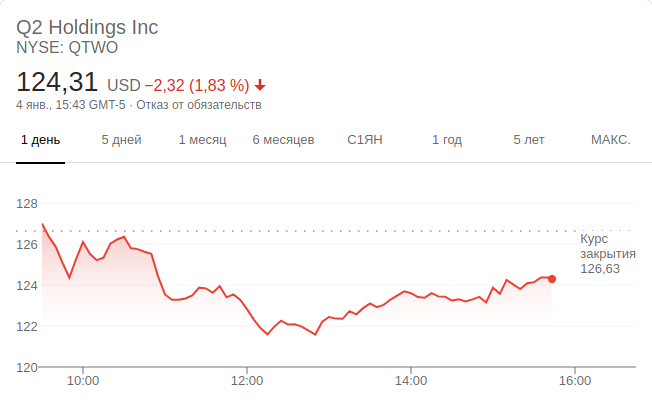 Q2 Holdings Inc
NYSE: QTWO
124,31 USD −2,32 (1,83 %)
4 янв., 15:43 GMT-5 · Отказ от обязательств
1 день 5 дней 1 месяц 6 месяцев С1ЯН 1 год 5 лет МАКС.
128
126
124
122
120
Курс
закрытия
126,63
10:00 12:00 14:00 16:00